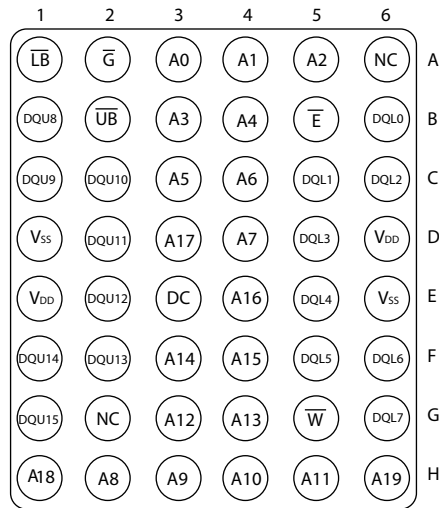 1 2 3 4 5 6
L̅B̅ G̅ A0 A1 A2 NC A
DQU8 U̅B̅ A3 A4 E̅ DQL0 B
DQU9 DQU10 A5 A6 DQL1 DQL2 C
VSS DQU11 A17 A7 DQL3 VDD D
VDD DQU12 DC A16 DQL4 VSS E
DQU14 DQU13 A14 A15 DQL5 DQL6 F
DQU15 NC A12 A13 W̅ DQL7 G
A18 A8 A9 A10 A11 A19 H